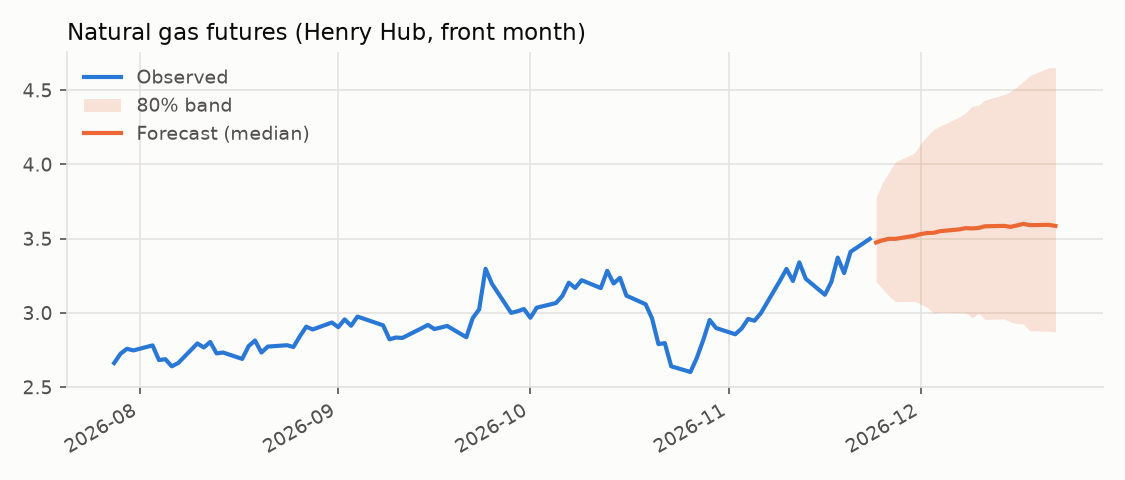 Natural gas futures (Henry Hub, front month)
Observed
80% band
Forecast (median)
4.5
4.0
3.5
3.0
2.5
2026-08
2026-09
2026-10
2026-11
2026-12